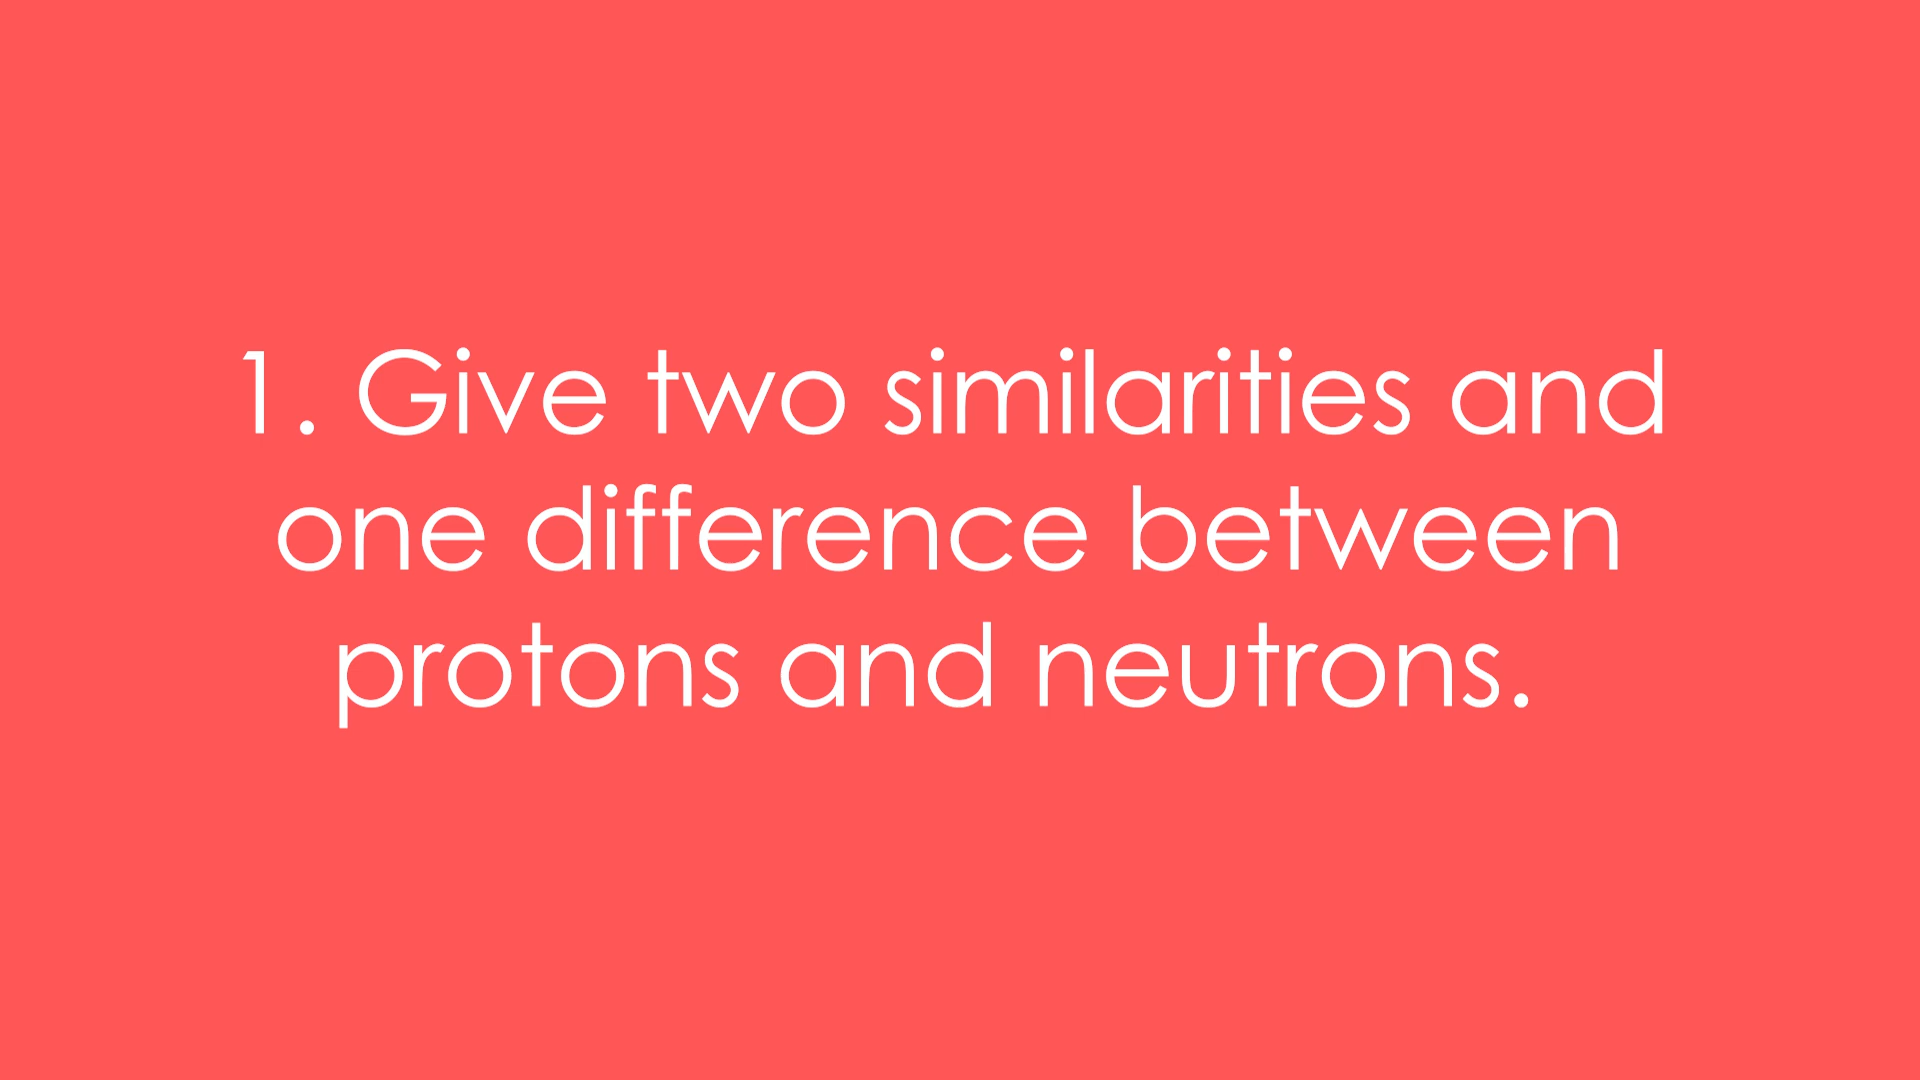 1. Give two similarities and
one difference between
protons and neutrons.